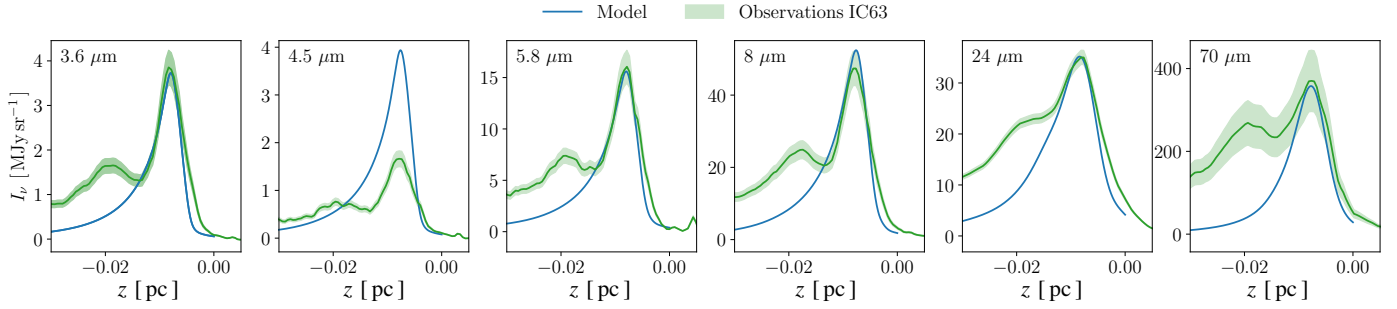 Model Observations IC63
3.6 μm 4.5 μm 5.8 μm 8 μm 24 μm 70 μm
I_ν [MJy sr⁻¹]
4 3 2 1 0
4 3 2 1 0
15 10 5 0
40 20 0
30 20 10 0
400 200 0
−0.02 0.00 −0.02 0.00 −0.02 0.00 −0.02 0.00 −0.02 0.00 −0.02 0.00
z [pc] z [pc] z [pc] z [pc] z [pc] z [pc]